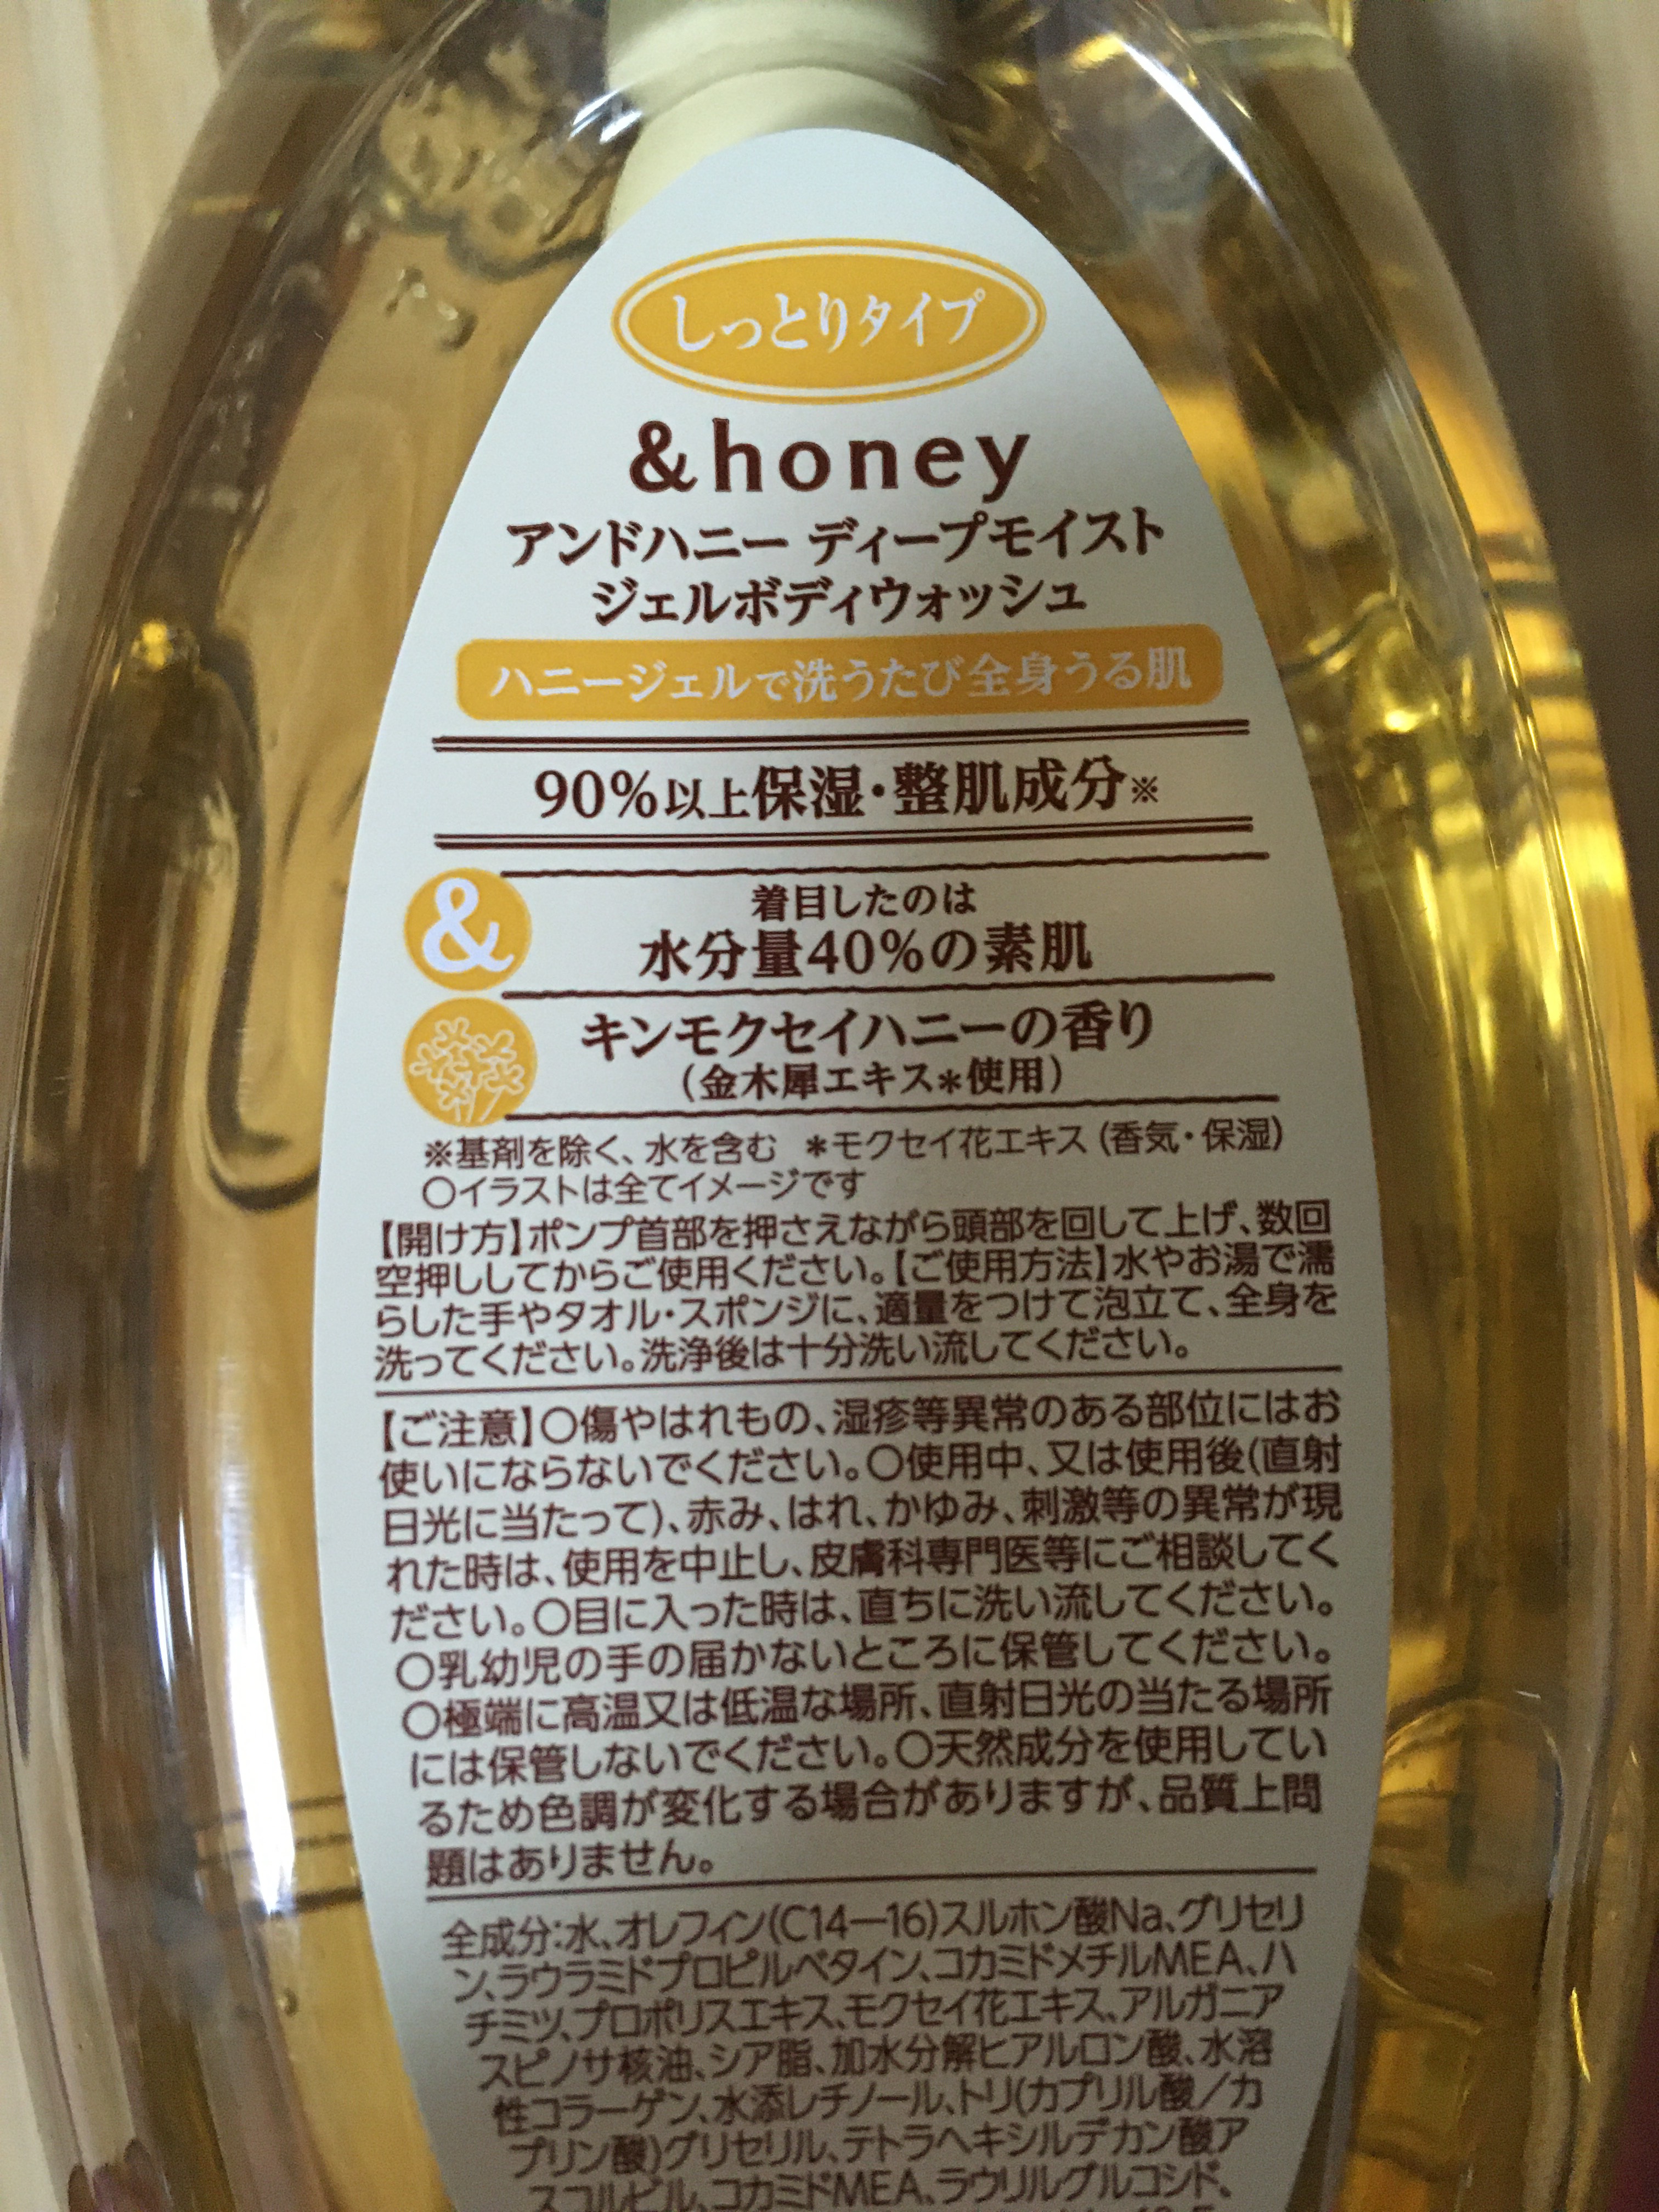 しっとりタイプ
&honey
アンドハニー ディープモイスト
ジェルボディウォッシュ
ハニージェルで洗うたび全身うる肌
90%以上保湿・整肌成分※
&
着目したのは
水分量40%の素肌
キンモクセイハニーの香り
(金木犀エキス*使用)
※基剤を除く、水を含む *モクセイ花エキス(香気・保湿)
○イラストは全てイメージです
【開け方】ポンプ首部を押さえながら頭部を回して上げ、数回
空押ししてからご使用ください。【ご使用方法】水やお湯で濡
らした手やタオル・スポンジに、適量をつけて泡立て、全身を
洗ってください。洗浄後は十分洗い流してください。
【ご注意】○傷やはれもの、湿疹等異常のある部位にはお
使いにならないでください。○使用中、又は使用後(直射
日光に当たって)、赤み、はれ、かゆみ、刺激等の異常が現
れた時は、使用を中止し、皮膚科専門医等にご相談してく
ださい。○目に入った時は、直ちに洗い流してください。
○乳幼児の手の届かないところに保管してください。
○極端に高温又は低温な場所、直射日光の当たる場所
には保管しないでください。○天然成分を使用してい
るため色調が変化する場合がありますが、品質上問
題はありません。
全成分:水、オレフィン(C14ー16)スルホン酸Na、グリセリ
ン、ラウラミドプロピルベタイン、コカミドメチルMEA、ハ
チミツ、プロポリスエキス、モクセイ花エキス、アルガニア
スピノサ核油、シア脂、加水分解ヒアルロン酸、水溶
性コラーゲン、水添レチノール、トリ(カプリル酸/カ
プリン酸)グリセリル、テトラヘキシルデカン酸ア
スコルビル、コカミドMEA、ラウリルグルコシド、